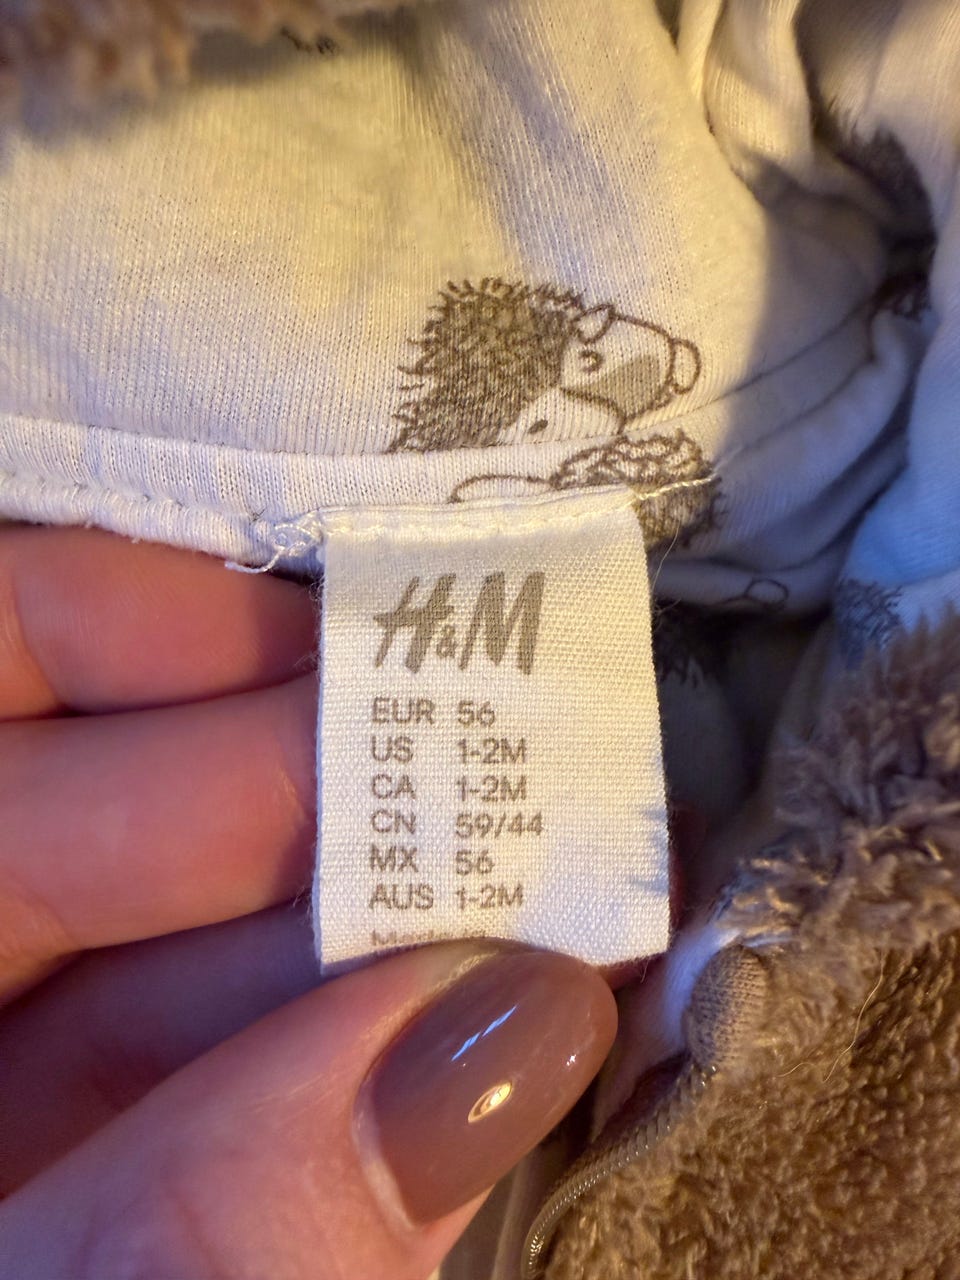 H&M
EUR 56
US 1-2M
CA 1-2M
CN 59/44
MX 56
AUS 1-2M